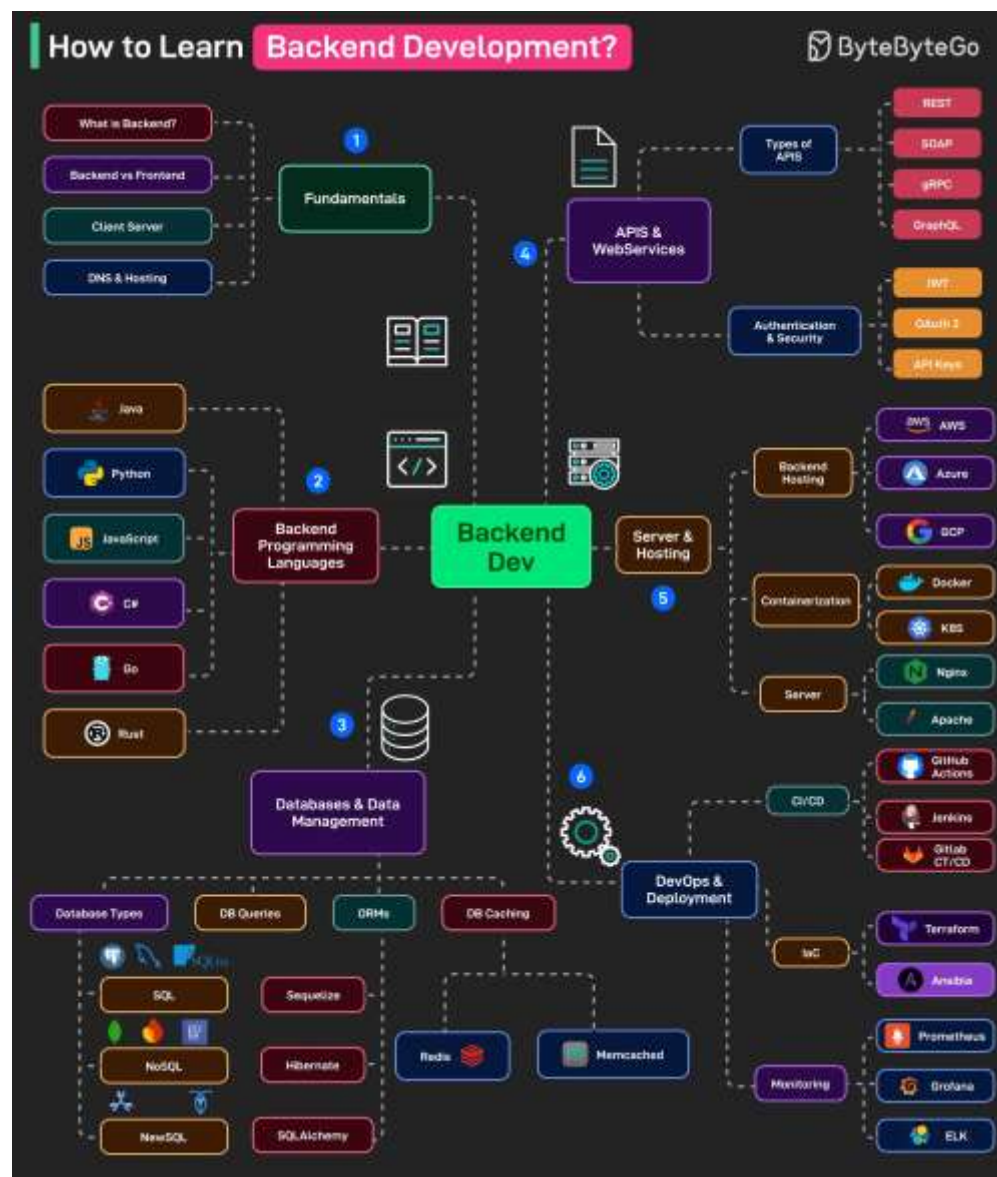 How to Learn Backend Development?
ByteByteGo
1
Fundamentals
What is Backend?
Backend vs Frontend
Client Server
DNS & Hosting
2
Backend
Programming
Languages
Java
Python
JS JavaScript
C#
Go
R Rust
Backend
Dev
3
Databases & Data
Management
Database Types
DB Queries
ORMs
DB Caching
SQLite
SQL
NoSQL
NewSQL
Sequelize
Hibernate
SQLAlchemy
Redis
Memcached
4
APIS &
WebServices
Types of
APIS
REST
SOAP
gRPC
GraphQL
Authentication
& Security
JWT
OAuth 2
API Keys
5
Server &
Hosting
Backend
Hosting
aws AWS
Azure
GCP
Containerization
Docker
K8S
Server
N Nginx
Apache
6
DevOps &
Deployment
CI/CD
GitHub
Actions
Jenkins
Gitlab
CT/CD
IaC
Terraform
A Ansible
Monitoring
Prometheus
Grafana
ELK